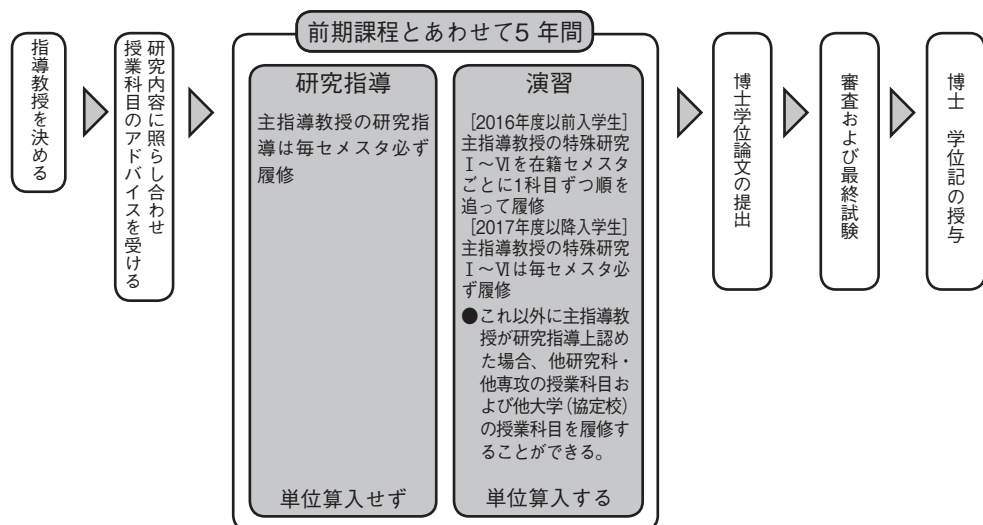 指導教授を決める
研究内容に照らし合わせ
授業科目のアドバイスを受ける
前期課程とあわせて5 年間
研究指導
主指導教授の研究指
導は毎セメスタ必ず
履修
単位算入せず
演習
[2016年度以前入学生]
主指導教授の特殊研究
Ⅰ～Ⅵを在籍セメスタ
ごとに1科目ずつ順を
追って履修
[2017年度以降入学生]
主指導教授の特殊研究
Ⅰ～Ⅵは毎セメスタ必
ず履修
●これ以外に主指導教
授が研究指導上認め
た場合、他研究科・
他専攻の授業科目お
よび他大学(協定校)
の授業科目を履修す
ることができる。
単位算入する
博士学位論文の提出
審査および最終試験
博士　学位記の授与